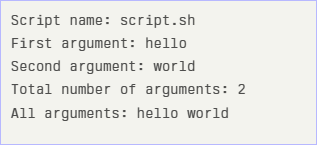 Script name: script.sh
First argument: hello
Second argument: world
Total number of arguments: 2
All arguments: hello world